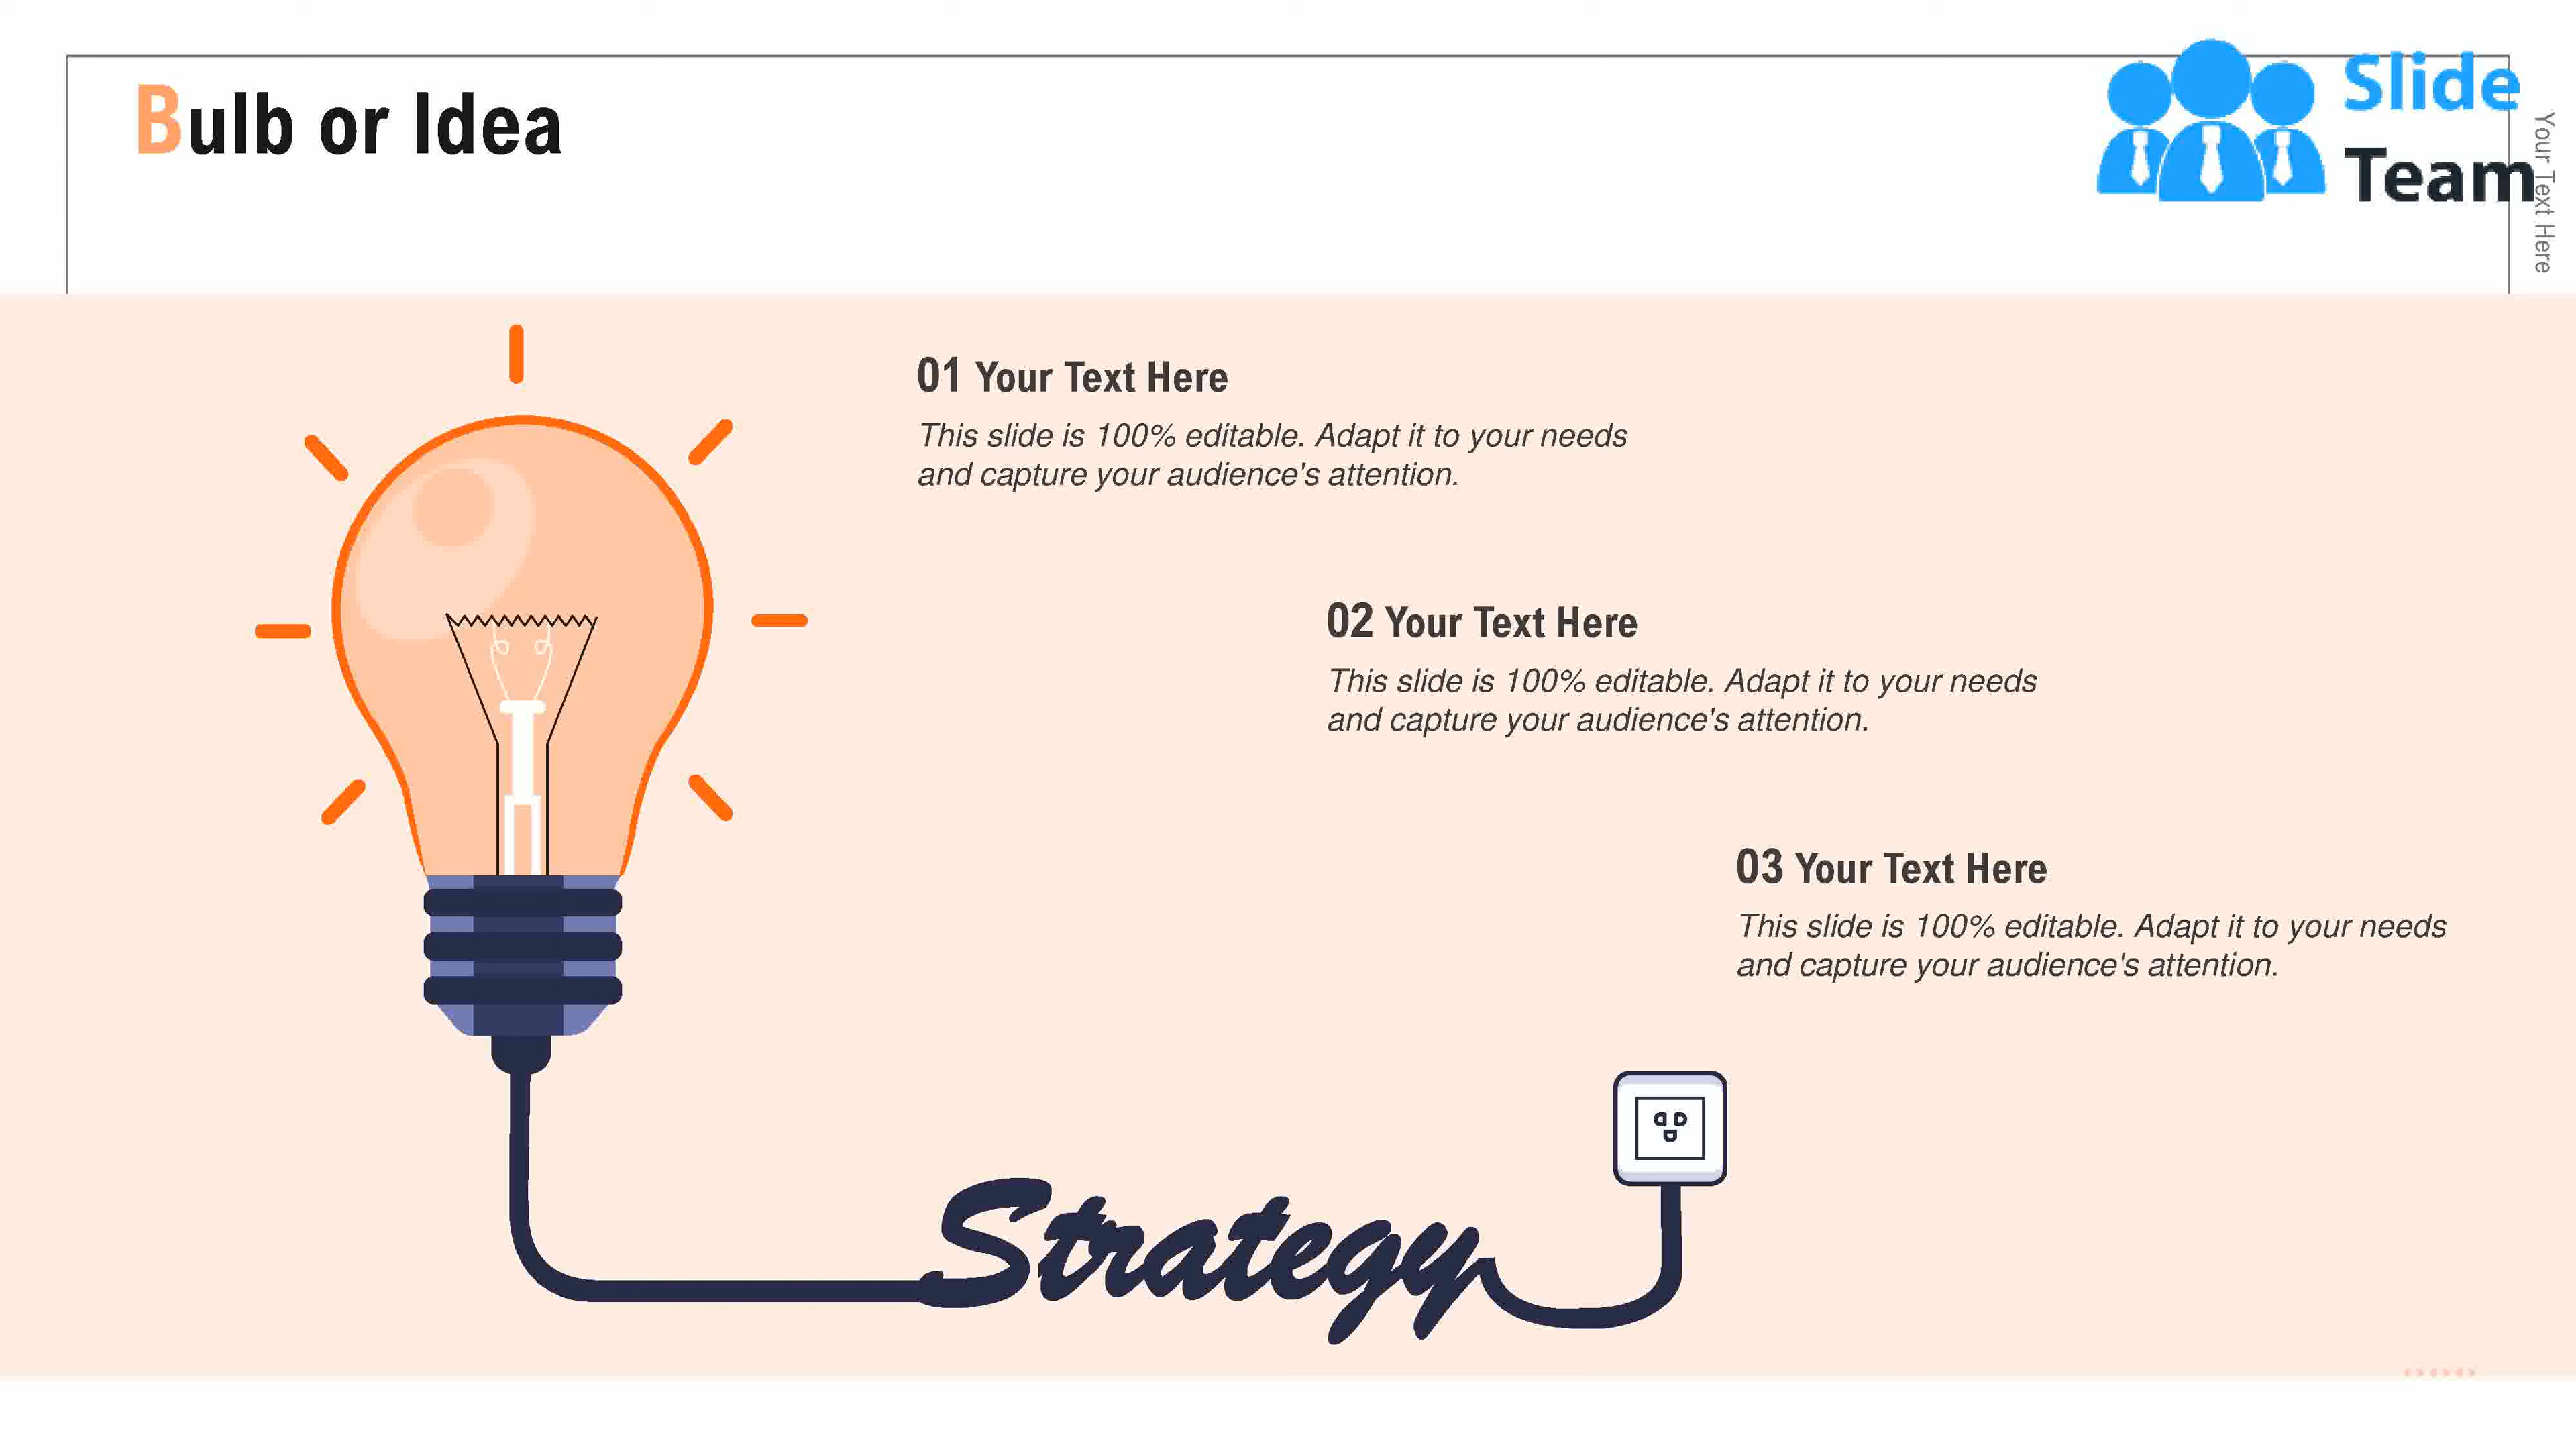 Bulb or Idea
Slide
Team
Your Text Here
01 Your Text Here
This slide is 100% editable. Adapt it to your needs
and capture your audience's attention.
02 Your Text Here
This slide is 100% editable. Adapt it to your needs
and capture your audience's attention.
03 Your Text Here
This slide is 100% editable. Adapt it to your needs
and capture your audience's attention.
Strategy